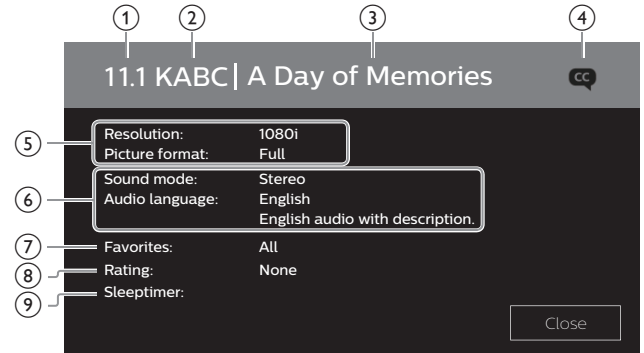 ① ② ③ ④
11.1 KABC | A Day of Memories CC
⑤ Resolution: 1080i
Picture format: Full
Sound mode: Stereo
⑥ Audio language: English
English audio with description.
⑦ Favorites: All
⑧ Rating: None
⑨ Sleeptimer:
Close